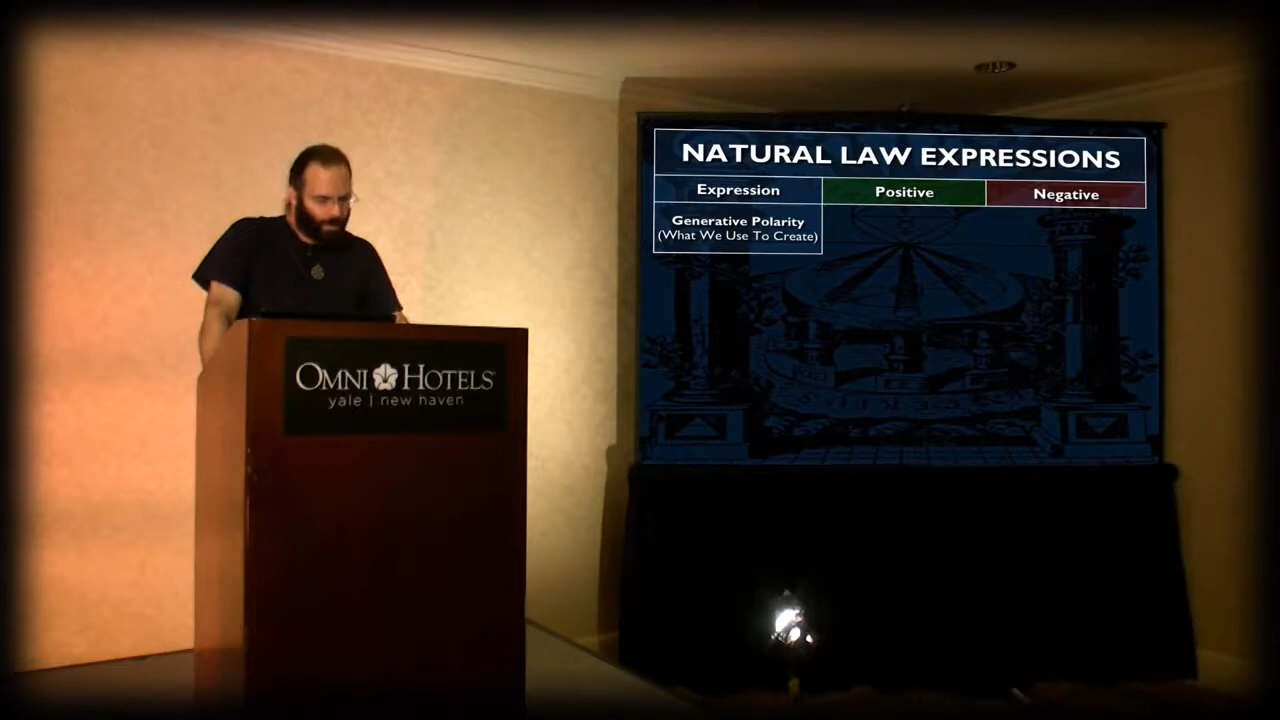 NATURAL LAW EXPRESSIONS
Expression Positive Negative
Generative Polarity
(What We Use To Create)
OMNI HOTELS
yale | new haven